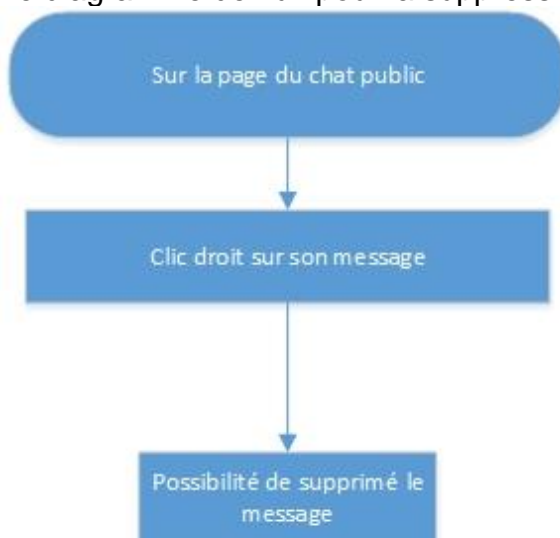 Sur la page du chat public
Clic droit sur son message
Possibilité de supprimé le
message